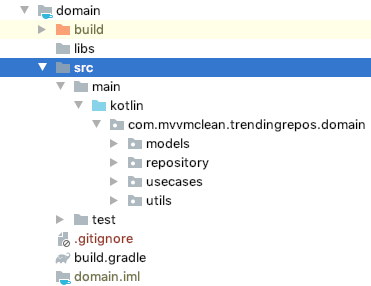 domain
build
libs
src
main
kotlin
com.mvvmclean.trendingrepos.domain
models
repository
usecases
utils
test
.gitignore
build.gradle
domain.iml